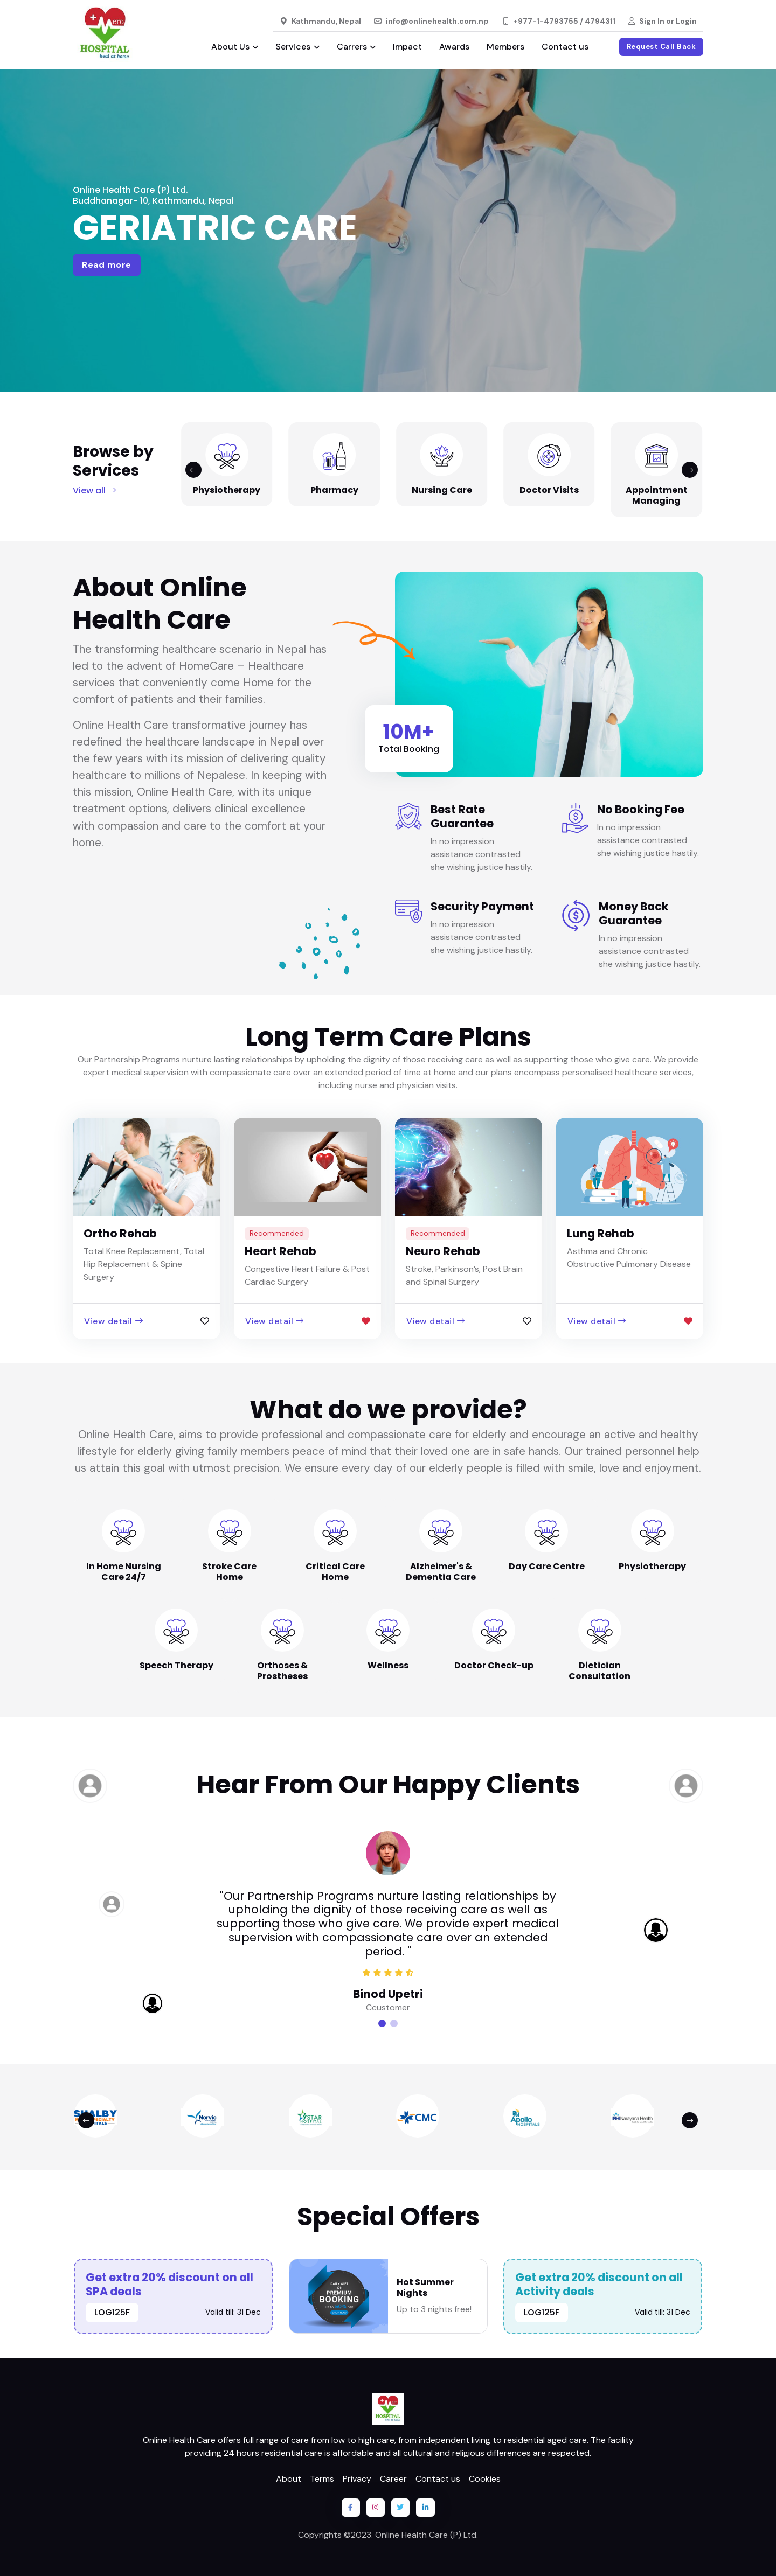 Kathmandu, Nepal
info@onlinehealth.com.np
+977-1-4793755 / 4794311
Sign In or Login
HOSPITAL
heal at home
About Us
Services
Carrers
Impact
Awards
Members
Contact us
Request Call Back
Online Health Care (P) Ltd.
Buddhanagar- 10, Kathmandu, Nepal
GERIATRIC CARE
Read more
Browse by
Services
View all
Physiotherapy
Pharmacy
Nursing Care
Doctor Visits
Appointment
Managing
About Online
Health Care
The transforming healthcare scenario in Nepal has
led to the advent of HomeCare – Healthcare
services that conveniently come Home for the
comfort of patients and their families.
Online Health Care transformative journey has
redefined the healthcare landscape in Nepal over
the few years with its mission of delivering quality
healthcare to millions of Nepalese. In keeping with
this mission, Online Health Care, with its unique
treatment options, delivers clinical excellence
with compassion and care to the comfort at your
home.
10M+
Total Booking
Best Rate
Guarantee
In no impression
assistance contrasted
she wishing justice hastily.
No Booking Fee
In no impression
assistance contrasted
she wishing justice hastily.
Security Payment
In no impression
assistance contrasted
she wishing justice hastily.
Money Back
Guarantee
In no impression
assistance contrasted
she wishing justice hastily.
Long Term Care Plans
Our Partnership Programs nurture lasting relationships by upholding the dignity of those receiving care as well as supporting those who give care. We provide
expert medical supervision with compassionate care over an extended period of time at home and our plans encompass personalised healthcare services,
including nurse and physician visits.
Ortho Rehab
Total Knee Replacement, Total
Hip Replacement & Spine
Surgery
View detail
Recommended
Heart Rehab
Congestive Heart Failure & Post
Cardiac Surgery
View detail
Recommended
Neuro Rehab
Stroke, Parkinson's, Post Brain
and Spinal Surgery
View detail
Lung Rehab
Asthma and Chronic
Obstructive Pulmonary Disease
View detail
What do we provide?
Online Health Care, aims to provide professional and compassionate care for elderly and encourage an active and healthy
lifestyle for elderly giving family members peace of mind that their loved one are in safe hands. Our trained personnel help
us attain this goal with utmost precision. We ensure every day of our elderly people is filled with smile, love and enjoyment.
In Home Nursing
Care 24/7
Stroke Care
Home
Critical Care
Home
Alzheimer's &
Dementia Care
Day Care Centre
Physiotherapy
Speech Therapy
Orthoses &
Prostheses
Wellness
Doctor Check-up
Dietician
Consultation
Hear From Our Happy Clients
"Our Partnership Programs nurture lasting relationships by
upholding the dignity of those receiving care as well as
supporting those who give care. We provide expert medical
supervision with compassionate care over an extended
period. "
Binod Upetri
Ccustomer
Norvic
STAR
HOSPITAL
CMC
Apollo
HOSPITALS
NH Narayana Health
Special Offers
Get extra 20% discount on all
SPA deals
LOG125F
Valid till: 31 Dec
PREMIUM
BOOKING
Hot Summer
Nights
Up to 3 nights free!
Get extra 20% discount on all
Activity deals
LOG125F
Valid till: 31 Dec
HOSPITAL
Online Health Care offers full range of care from low to high care, from independent living to residential aged care. The facility
providing 24 hours residential care is affordable and all cultural and religious differences are respected.
About
Terms
Privacy
Career
Contact us
Cookies
Copyrights ©2023. Online Health Care (P) Ltd.